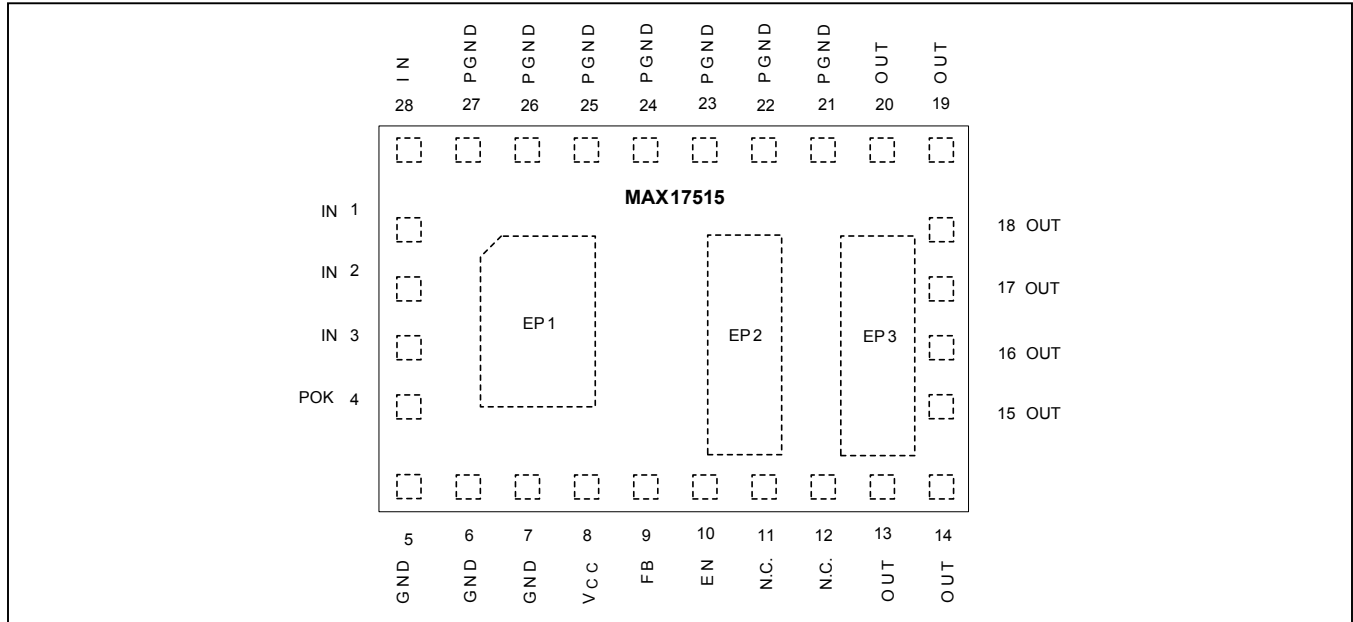 IN PGND PGND PGND PGND PGND PGND PGND OUT OUT
28 27 26 25 24 23 22 21 20 19
MAX17515
IN 1
18 OUT
IN 2
17 OUT
IN 3
EP1
EP2
EP3
16 OUT
POK 4
15 OUT
5 6 7 8 9 10 11 12 13 14
GND GND GND VCC FB EN N.C. N.C. OUT OUT